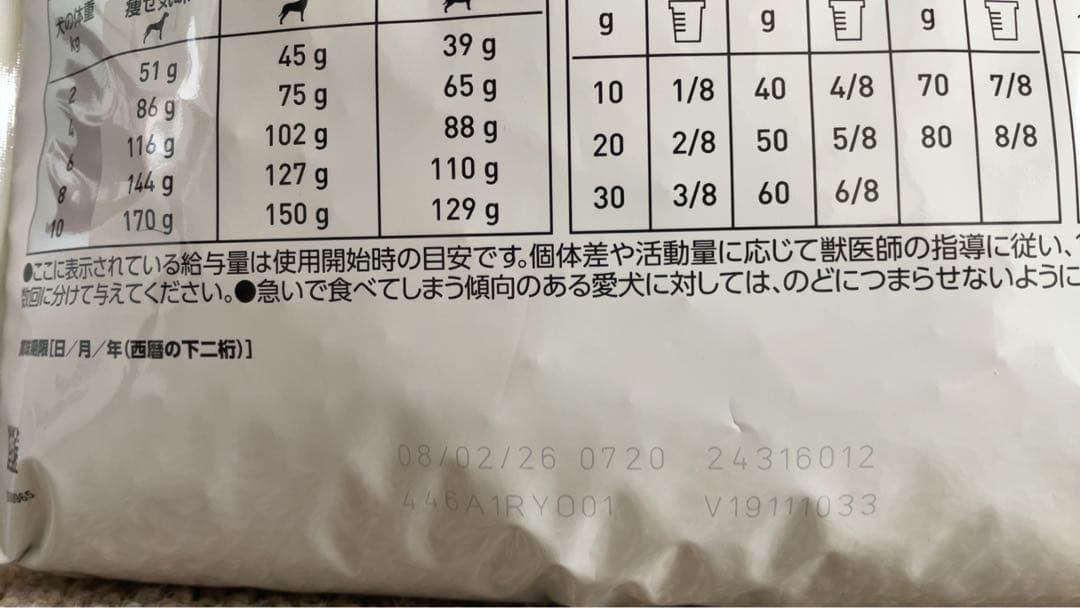 犬の体重 kg 痩せ気味
g g g
2 51 g 45 g 39 g
4 86 g 75 g 65 g
6 116 g 102 g 88 g
8 144 g 127 g 110 g
10 170 g 150 g 129 g
10 1/8 40 4/8 70 7/8
20 2/8 50 5/8 80 8/8
30 3/8 60 6/8
●ここに表示されている給与量は使用開始時の目安です。個体差や活動量に応じて獣医師の指導に従い、
数回に分けて与えてください。●急いで食べてしまう傾向のある愛犬に対しては、のどにつまらせないように
賞味期限[日/月/年(西暦の下二桁)]
08/02/26 0720 24316012
446A1RY001 V19111033